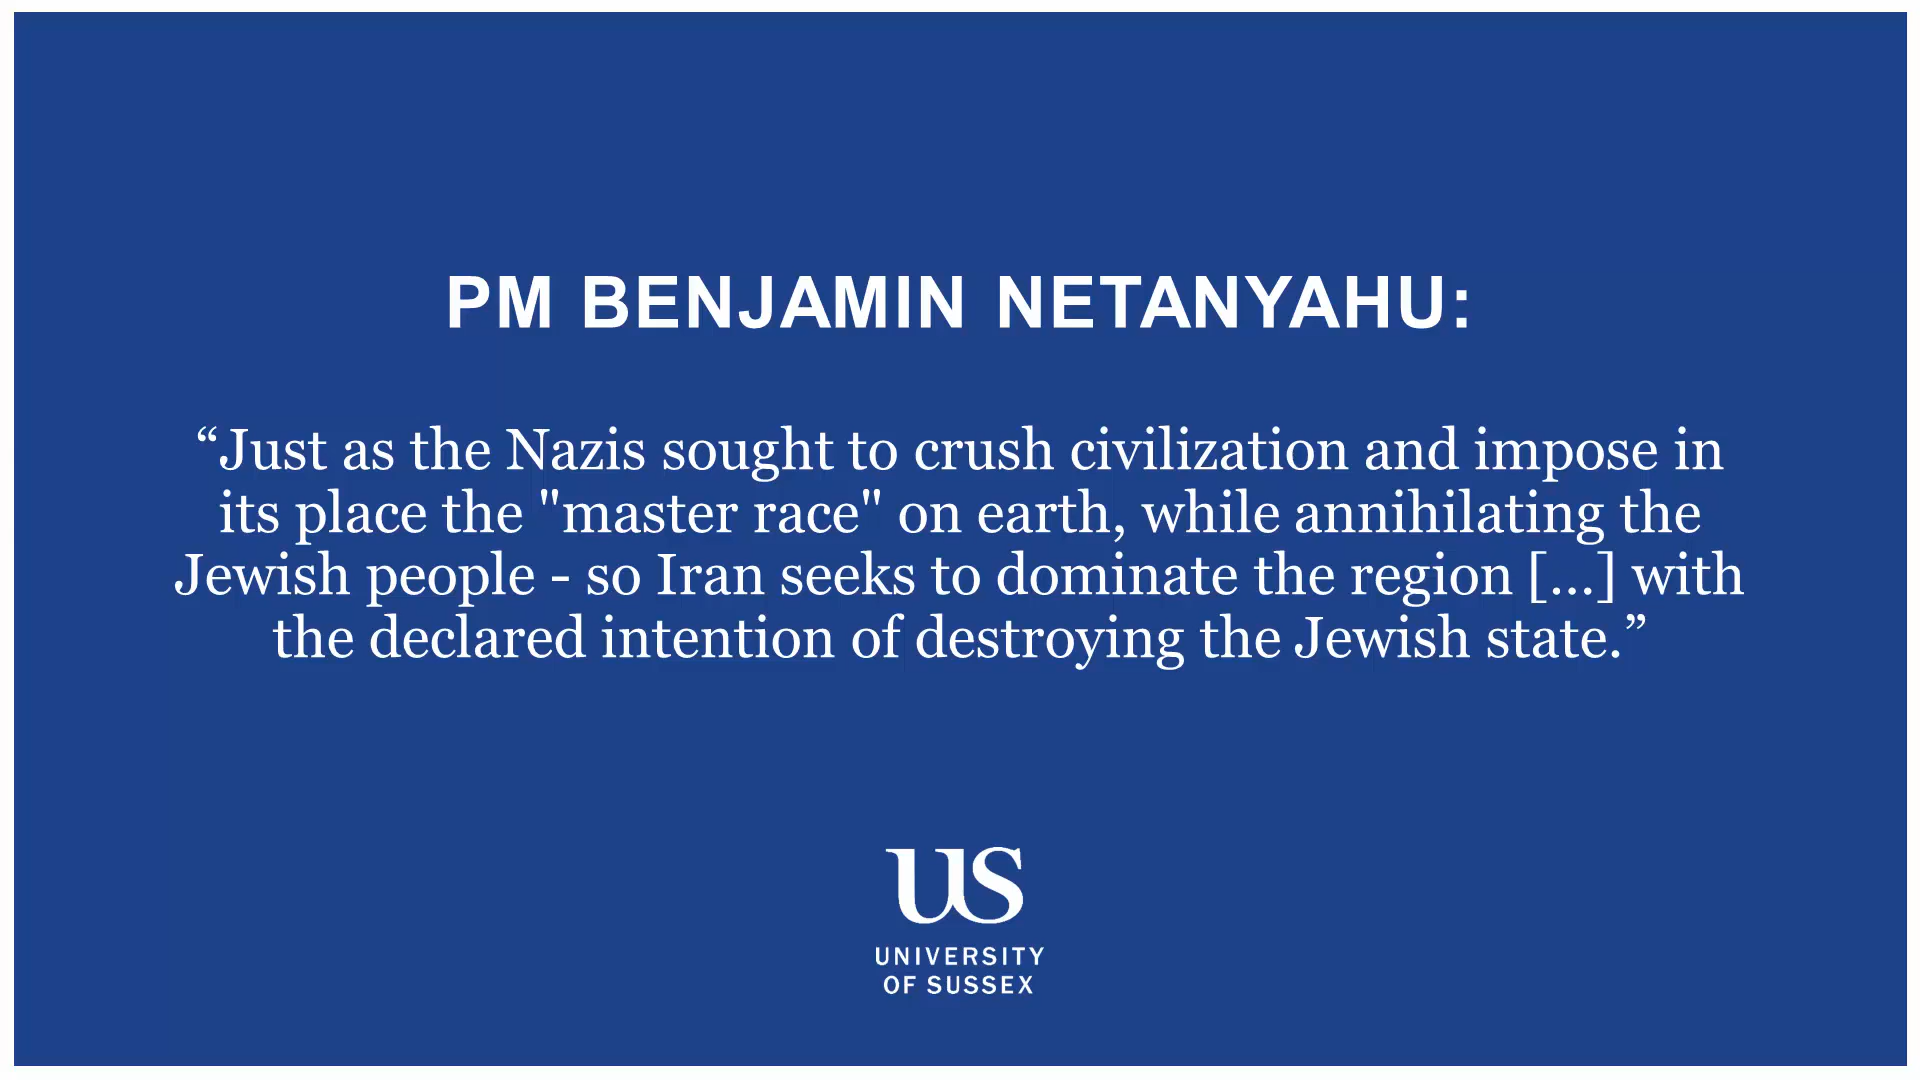 PM BENJAMIN NETANYAHU:
“Just as the Nazis sought to crush civilization and impose in
its place the "master race" on earth, while annihilating the
Jewish people - so Iran seeks to dominate the region [...] with
the declared intention of destroying the Jewish state.”
US
UNIVERSITY
OF SUSSEX